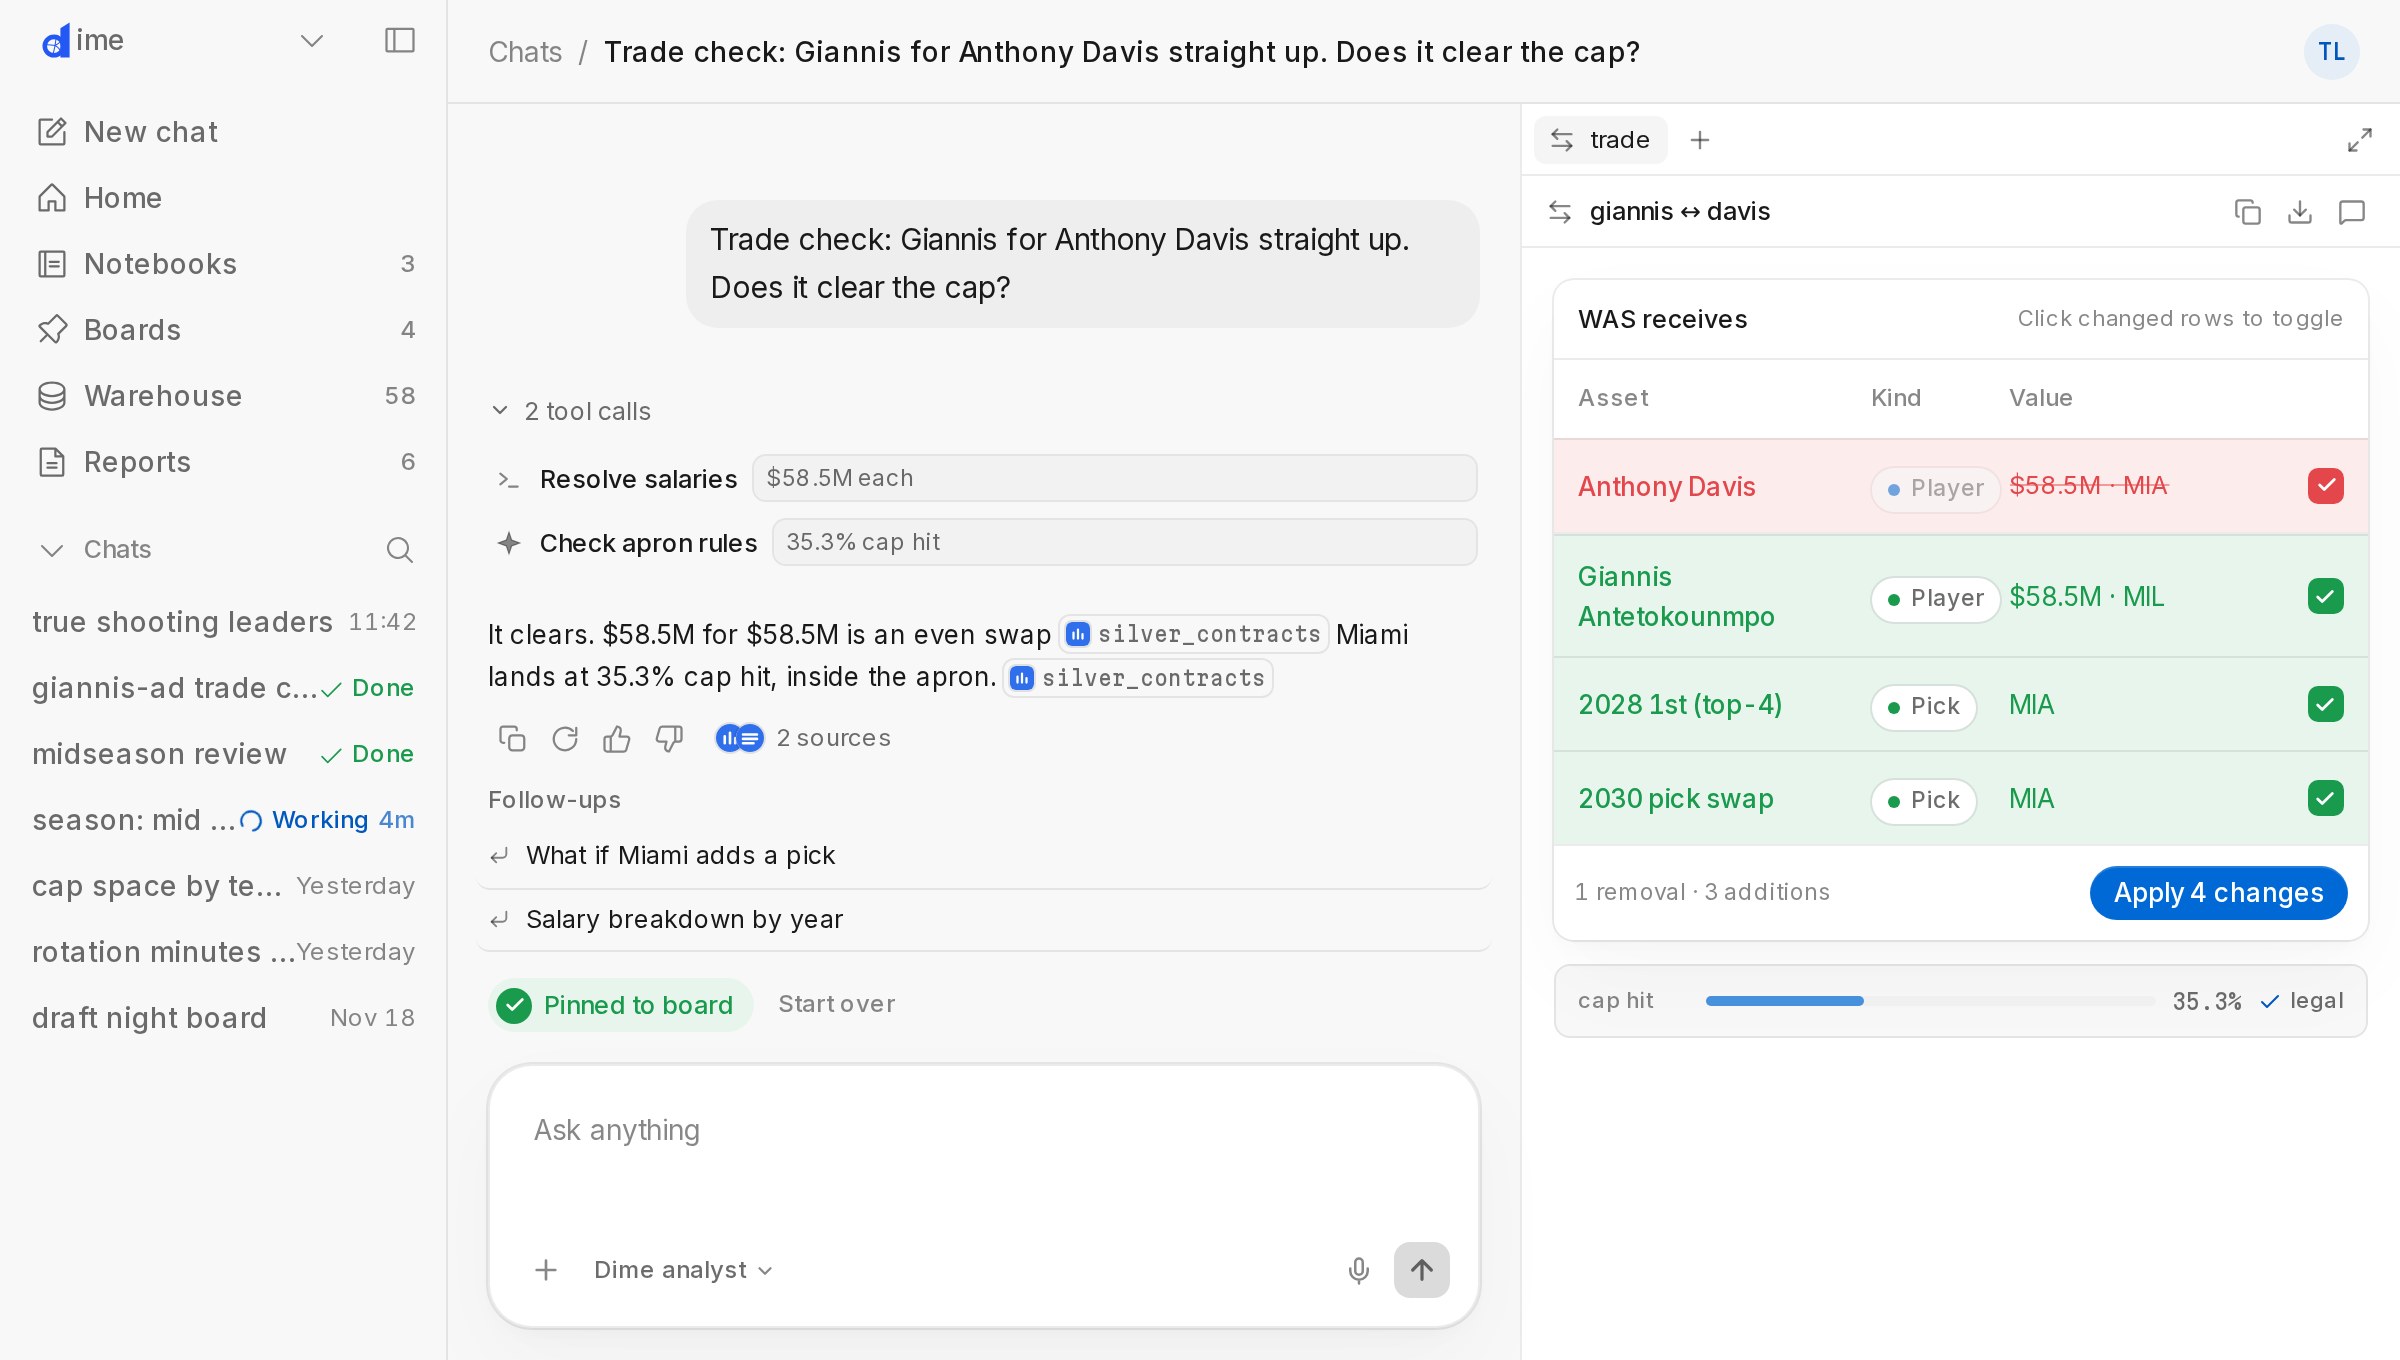 dime
New chat
Home
Notebooks 3
Boards 4
Warehouse 58
Reports 6
Chats
true shooting leaders 11:42
giannis-ad trade c... Done
midseason review Done
season: mid ... Working 4m
cap space by te... Yesterday
rotation minutes ... Yesterday
draft night board Nov 18
Chats / Trade check: Giannis for Anthony Davis straight up. Does it clear the cap?
TL
Trade check: Giannis for Anthony Davis straight up.
Does it clear the cap?
2 tool calls
Resolve salaries $58.5M each
Check apron rules 35.3% cap hit
It clears. $58.5M for $58.5M is an even swap silver_contracts Miami
lands at 35.3% cap hit, inside the apron. silver_contracts
2 sources
Follow-ups
What if Miami adds a pick
Salary breakdown by year
Pinned to board Start over
Ask anything
Dime analyst
trade
giannis ↔ davis
WAS receives Click changed rows to toggle
Asset Kind Value
Anthony Davis Player $58.5M · MIA
Giannis
Antetokounmpo Player $58.5M · MIL
2028 1st (top-4) Pick MIA
2030 pick swap Pick MIA
1 removal · 3 additions Apply 4 changes
cap hit 35.3% legal